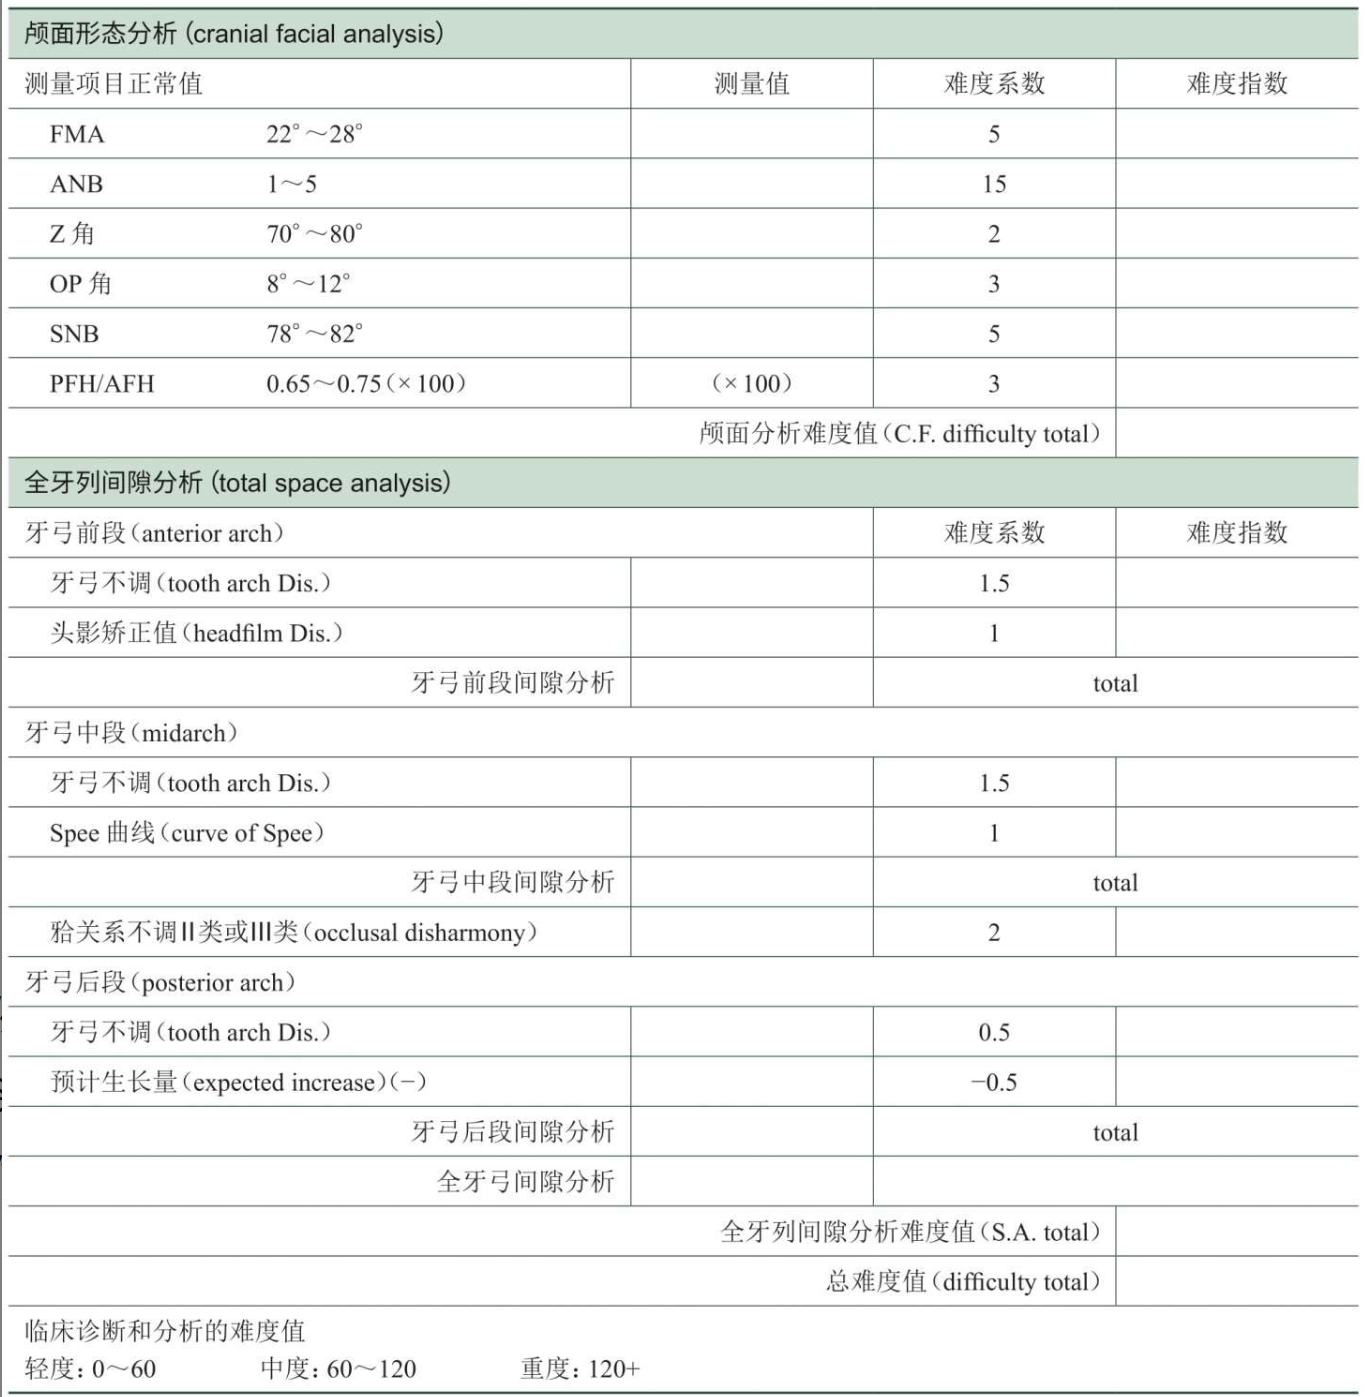 颅面形态分析 (cranial facial analysis)
测量项目正常值 测量值 难度系数 难度指数
FMA 22°～28° 5
ANB 1～5 15
Z 角 70°～80° 2
OP 角 8°～12° 3
SNB 78°～82° 5
PFH/AFH 0.65～0.75(×100) (×100) 3
颅面分析难度值(C.F. difficulty total)
全牙列间隙分析 (total space analysis)
牙弓前段(anterior arch) 难度系数 难度指数
牙弓不调(tooth arch Dis.) 1.5
头影矫正值(headfilm Dis.) 1
牙弓前段间隙分析 total
牙弓中段(midarch)
牙弓不调(tooth arch Dis.) 1.5
Spee 曲线(curve of Spee) 1
牙弓中段间隙分析 total
𬌗关系不调Ⅱ类或Ⅲ类(occlusal disharmony) 2
牙弓后段(posterior arch)
牙弓不调(tooth arch Dis.) 0.5
预计生长量(expected increase)(−) −0.5
牙弓后段间隙分析 total
全牙弓间隙分析
全牙列间隙分析难度值(S.A. total)
总难度值(difficulty total)
临床诊断和分析的难度值
轻度: 0～60 中度: 60～120 重度: 120+